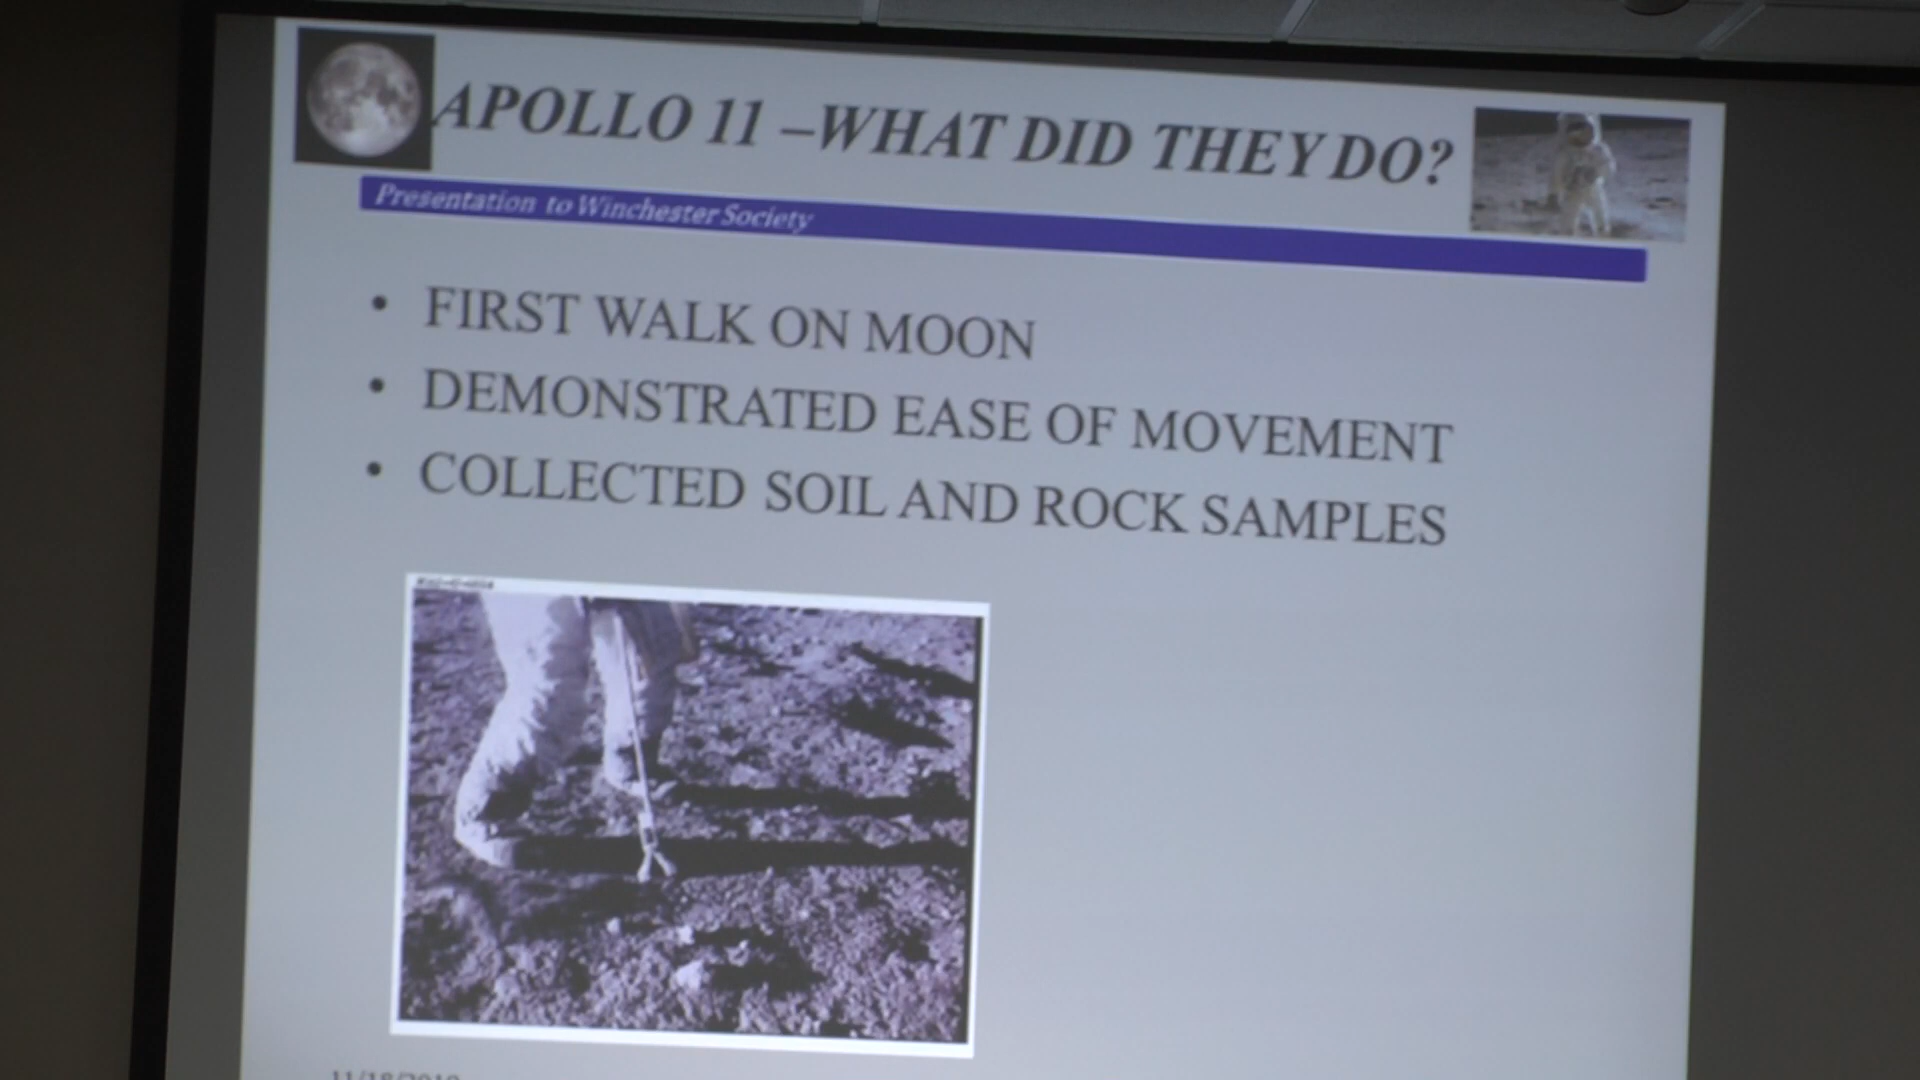 APOLLO 11 –WHAT DID THEY DO?
Presentation to Winchester Society
• FIRST WALK ON MOON
• DEMONSTRATED EASE OF MOVEMENT
• COLLECTED SOIL AND ROCK SAMPLES